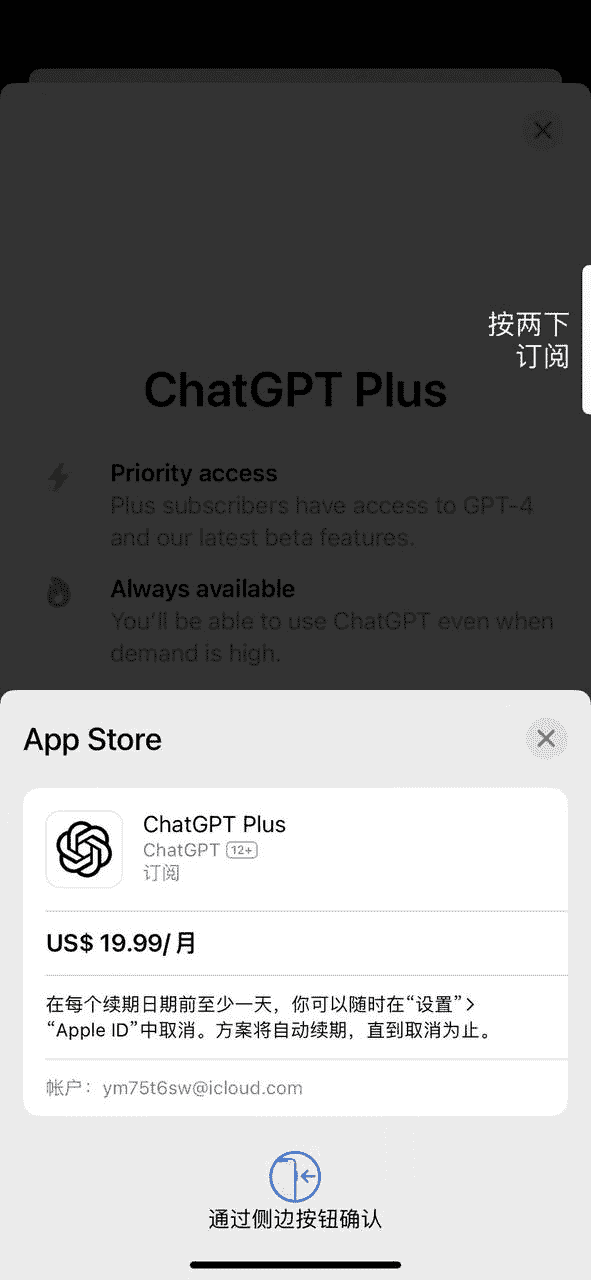 按两下
订阅
ChatGPT Plus
Priority access
Plus subscribers have access to GPT-4
and our latest beta features.
Always available
You'll be able to use ChatGPT even when
demand is high.
App Store
ChatGPT Plus
ChatGPT 12+
订阅
US$ 19.99/月
在每个续期日期前至少一天，你可以随时在“设置”>
“Apple ID”中取消。方案将自动续期，直到取消为止。
帐户：ym75t6sw@icloud.com
通过侧边按钮确认